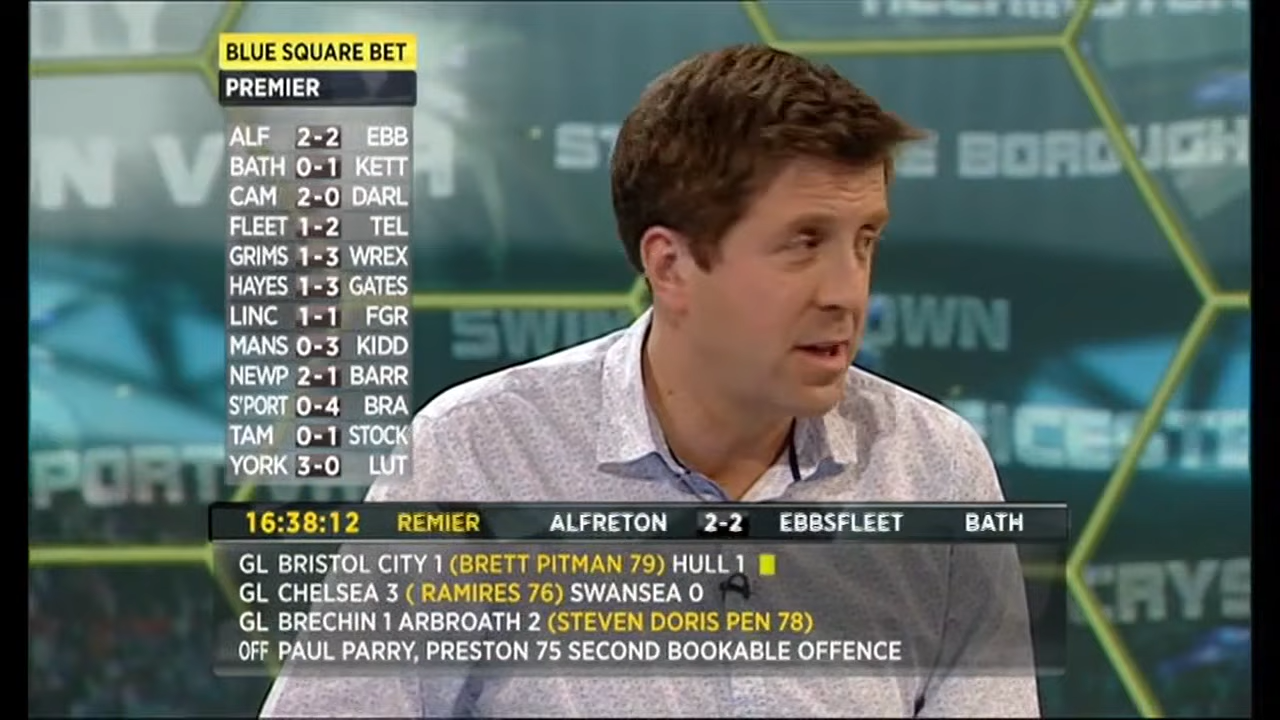 BLUE SQUARE BET
PREMIER
ALF 2-2 EBB
BATH 0-1 KETT
CAM 2-0 DARL
FLEET 1-2 TEL
GRIMS 1-3 WREX
HAYES 1-3 GATES
LINC 1-1 FGR
MANS 0-3 KIDD
NEWP 2-1 BARR
S'PORT 0-4 BRA
TAM 0-1 STOCK
YORK 3-0 LUT
16:38:12 REMIER ALFRETON 2-2 EBBSFLEET BATH
GL BRISTOL CITY 1 (BRETT PITMAN 79) HULL 1
GL CHELSEA 3 ( RAMIRES 76) SWANSEA 0
GL BRECHIN 1 ARBROATH 2 (STEVEN DORIS PEN 78)
OFF PAUL PARRY, PRESTON 75 SECOND BOOKABLE OFFENCE
BOROUGH
SWIN OWN
PORT V